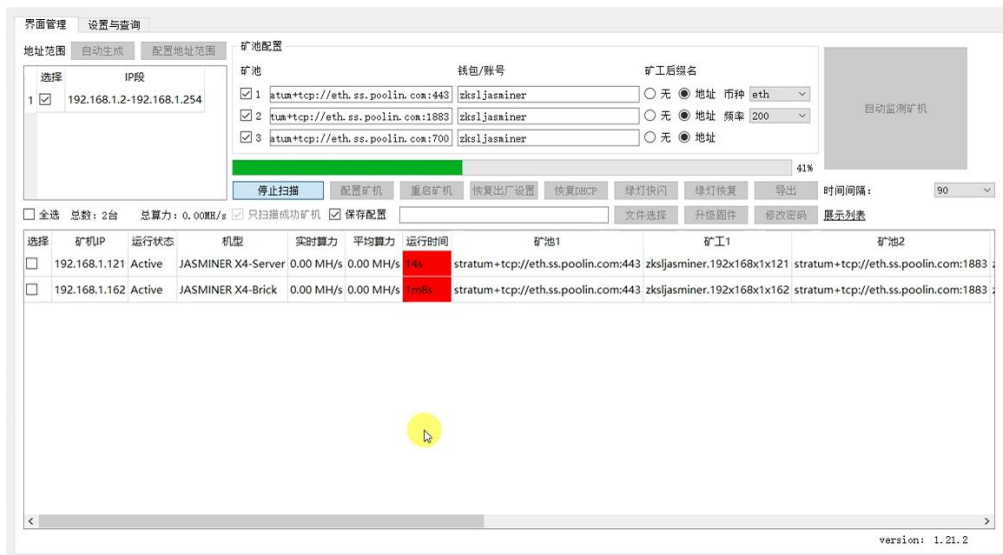 界面管理 设置与查询
地址范围 自动生成 配置地址范围 矿池配置
选择 IP段
1 192.168.1.2-192.168.1.254
矿池 钱包/账号 矿工后缀名
1 atum+tcp://eth.ss.poolin.com:443 zksljasminer 无 地址 币种 eth
2 tum+tcp://eth.ss.poolin.com:1883 zksljasminer 无 地址 频率 200
3 atum+tcp://eth.ss.poolin.com:700 zksljasminer 无 地址
自动监测矿机
41%
停止扫描 配置矿机 重启矿机 恢复出厂设置 恢复DHCP 绿灯快闪 绿灯恢复 导出 时间间隔: 90
全选 总数: 2台 总算力: 0.00MH/s 只扫描成功矿机 保存配置 文件选择 升级固件 修改密码 展示列表
选择 矿机IP 运行状态 机型 实时算力 平均算力 运行时间 矿池1 矿工1 矿池2
192.168.1.121 Active JASMINER X4-Server 0.00 MH/s 0.00 MH/s 14s stratum+tcp://eth.ss.poolin.com:443 zksljasminer.192x168x1x121 stratum+tcp://eth.ss.poolin.com:1883
192.168.1.162 Active JASMINER X4-Brick 0.00 MH/s 0.00 MH/s 1m8s stratum+tcp://eth.ss.poolin.com:443 zksljasminer.192x168x1x162 stratum+tcp://eth.ss.poolin.com:1883
version: 1.21.2